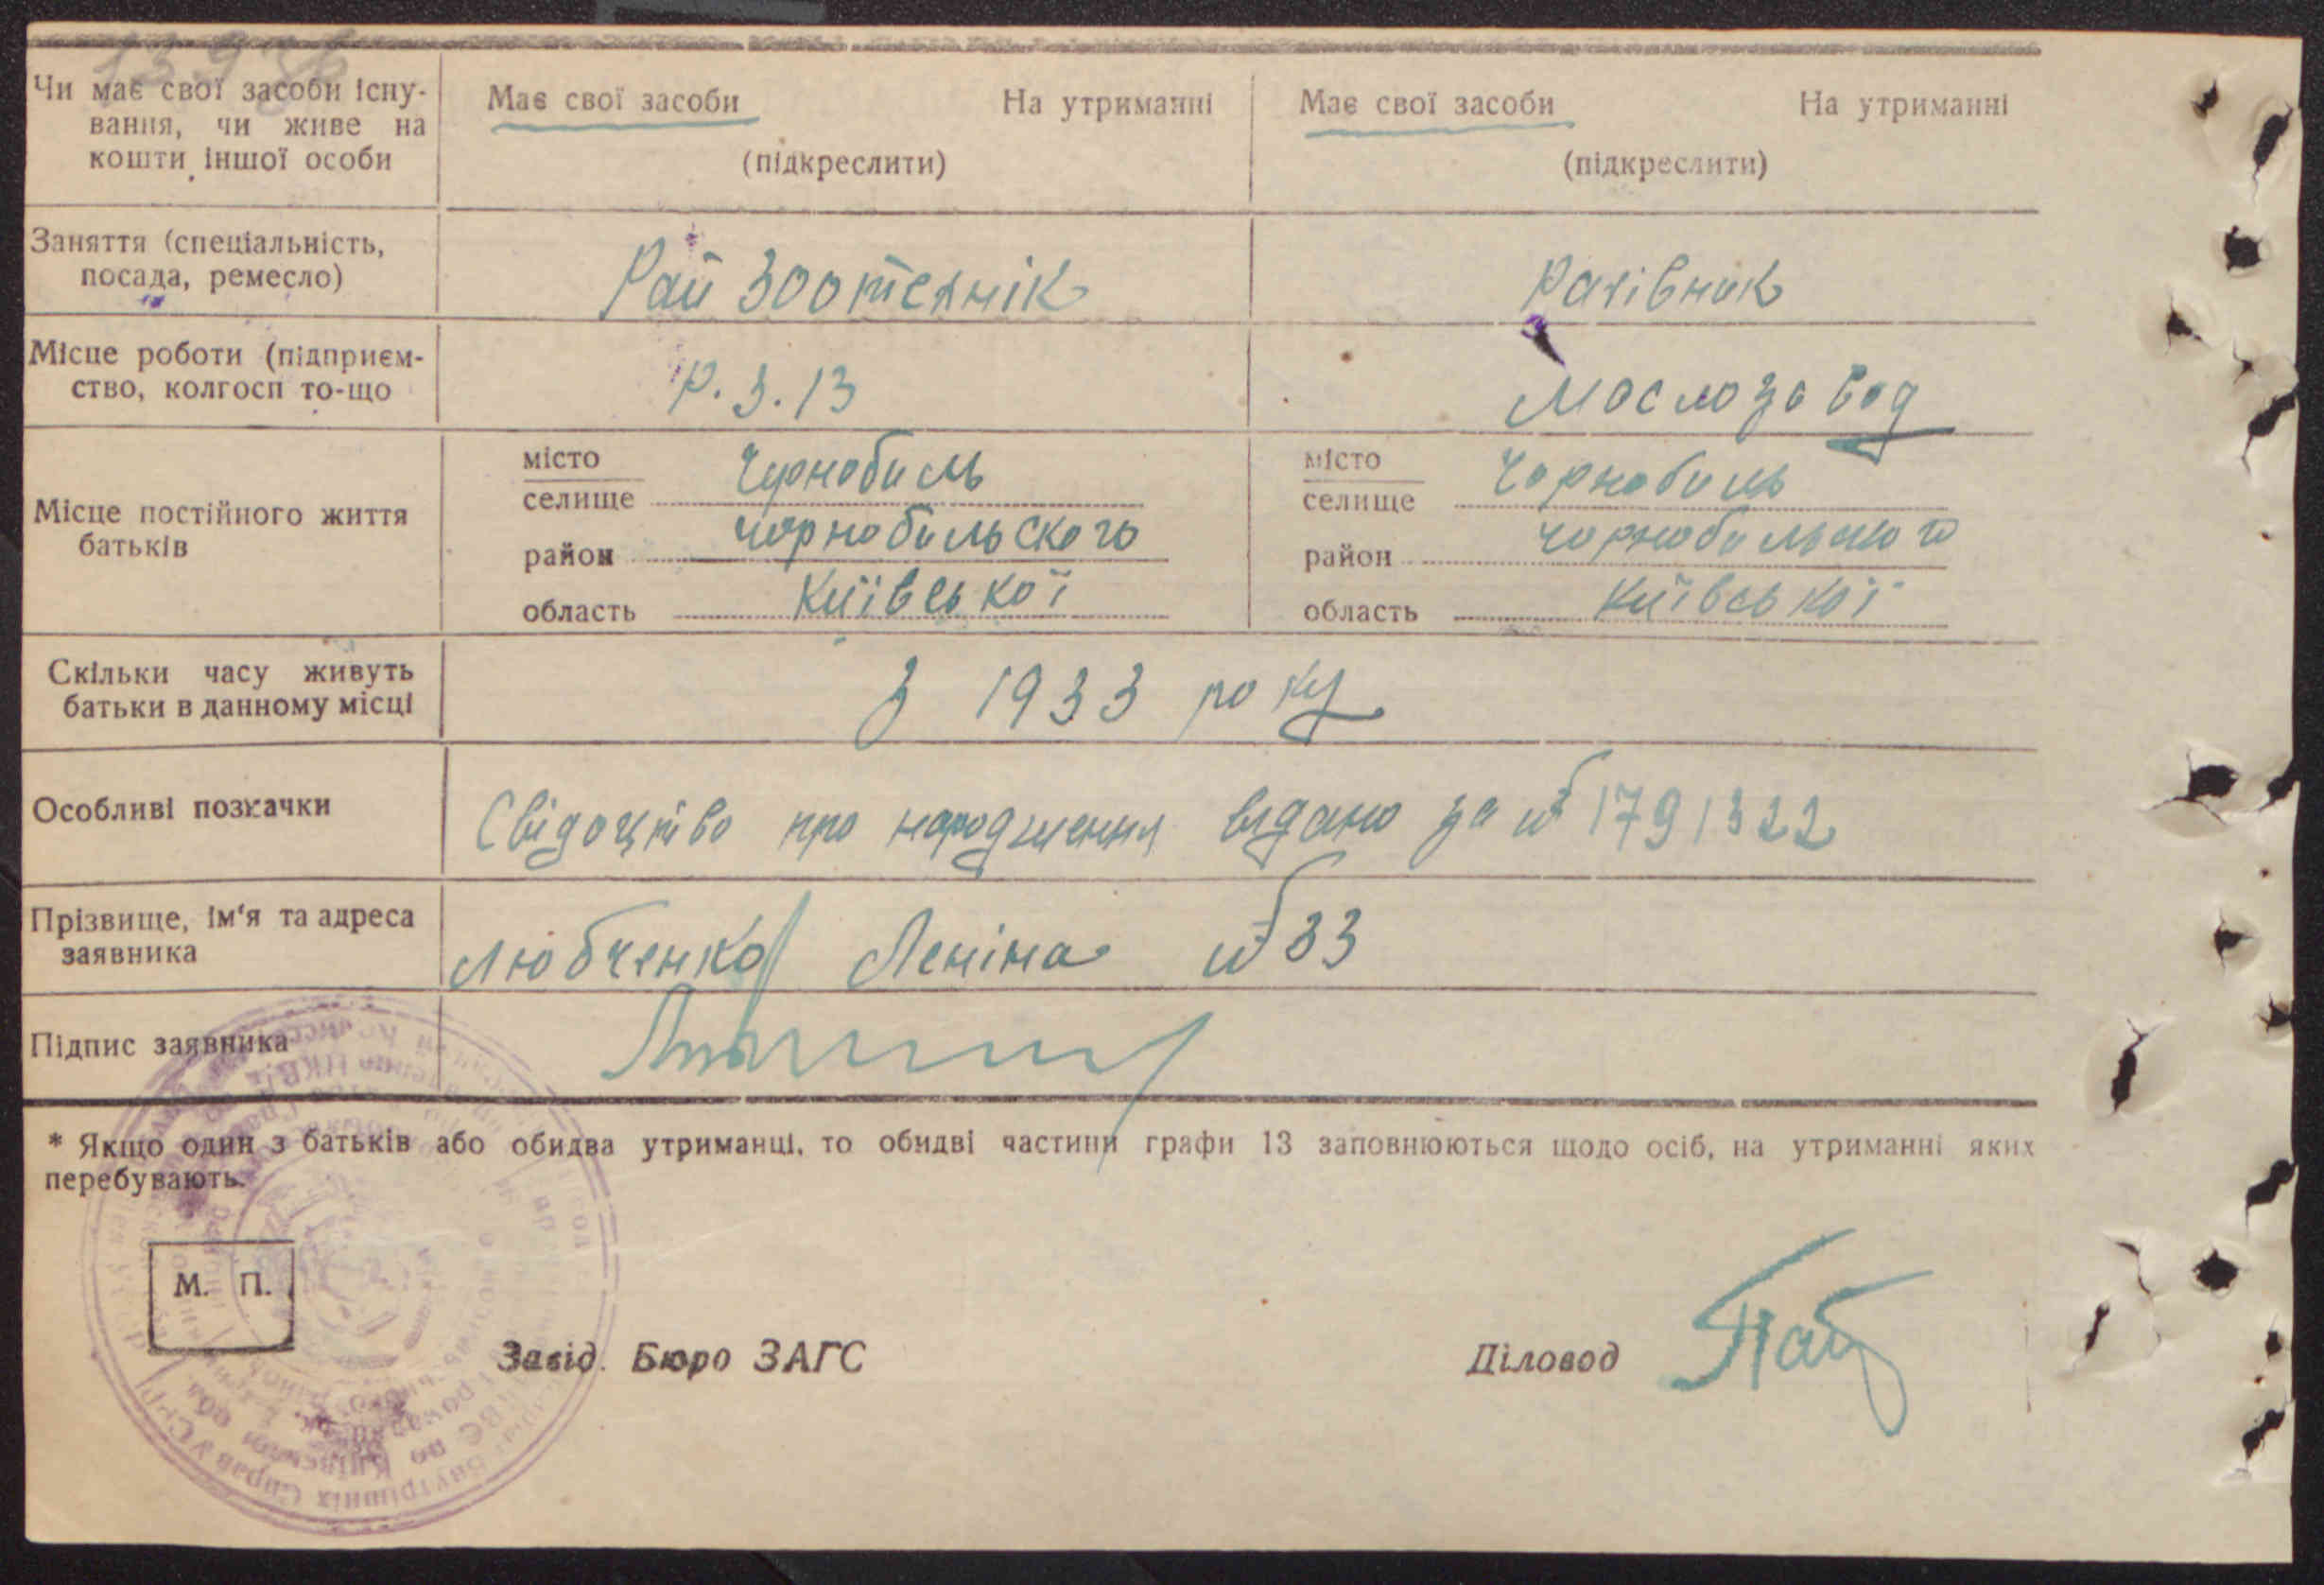 Чи має свої засоби існу-
вання, чи живе на
кошти іншої особи
Має свої засоби На утриманні
(підкреслити)
Має свої засоби На утриманні
(підкреслити)
Заняття (спеціальність,
посада, ремесло)
Рай Зоотехнік
Рахівник
Місце роботи (підприєм-
ство, колгосп то-що
Р.З.В
Маслозавод
Місце постійного життя
батьків
місто
селище Чорнобиль
район чорнобильского
область Київської
місто
селище Чорнобиль
район чорнобильского
область Київської
Скільки часу живуть
батьки в данному місці
З 1933 року
Особливі позначки
Свідоцтво про народження видано за № 1791322
Прізвище, ім'я та адреса
заявника
Любченко Леніна № 33
Підпис заявника
* Якщо один з батьків або обидва утриманці, то обидві частини графи 13 заповнюються щодо осіб, на утриманні яких
перебувають.
М. П.
Завід. Бюро ЗАГС
Діловод